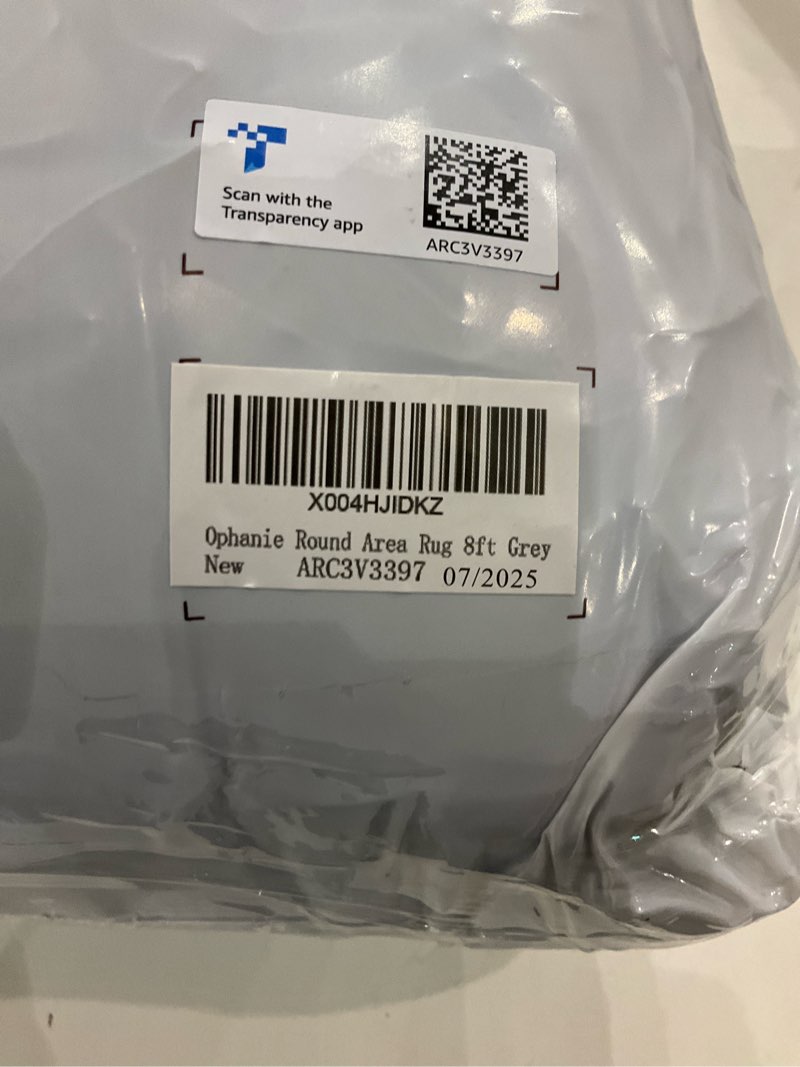 Scan with the
Transparency app
ARC3V3397
X004HJIDKZ
Ophanie Round Area Rug 8ft Grey
New ARC3V3397 07/2025